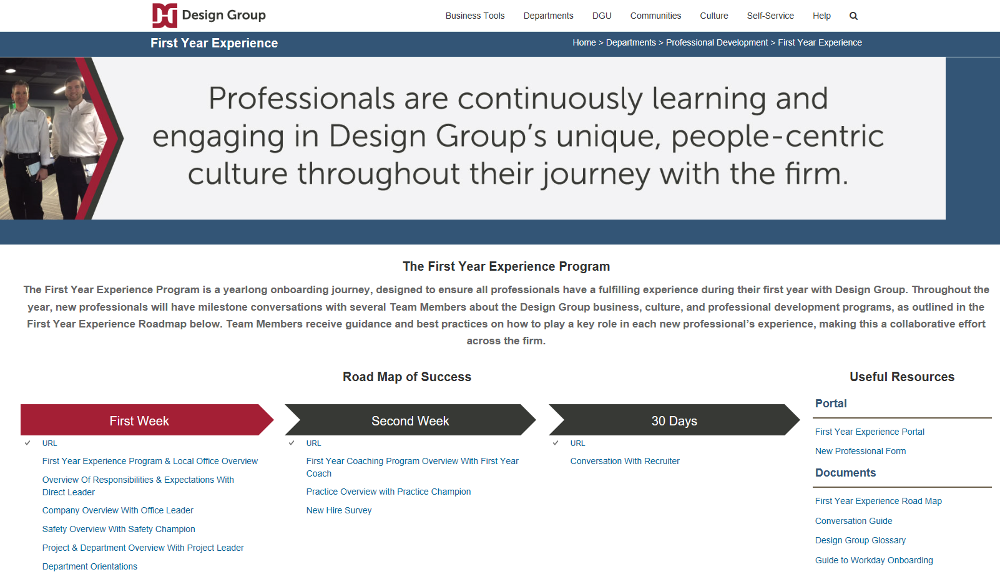 Design Group
Business Tools Departments DGU Communities Culture Self-Service Help
First Year Experience
Home > Departments > Professional Development > First Year Experience
Professionals are continuously learning and
engaging in Design Group's unique, people-centric
culture throughout their journey with the firm.
The First Year Experience Program
The First Year Experience Program is a yearlong onboarding journey, designed to ensure all professionals have a fulfilling experience during their first year with Design Group. Throughout the
year, new professionals will have milestone conversations with several Team Members about the Design Group business, culture, and professional development programs, as outlined in the
First Year Experience Roadmap below. Team Members receive guidance and best practices on how to play a key role in each new professional's experience, making this a collaborative effort
across the firm.
Road Map of Success
First Week
URL
First Year Experience Program & Local Office Overview
Overview Of Responsibilities & Expectations With
Direct Leader
Company Overview With Office Leader
Safety Overview With Safety Champion
Project & Department Overview With Project Leader
Department Orientations
Second Week
URL
First Year Coaching Program Overview With First Year
Coach
Practice Overview with Practice Champion
New Hire Survey
30 Days
URL
Conversation With Recruiter
Useful Resources
Portal
First Year Experience Portal
New Professional Form
Documents
First Year Experience Road Map
Conversation Guide
Design Group Glossary
Guide to Workday Onboarding